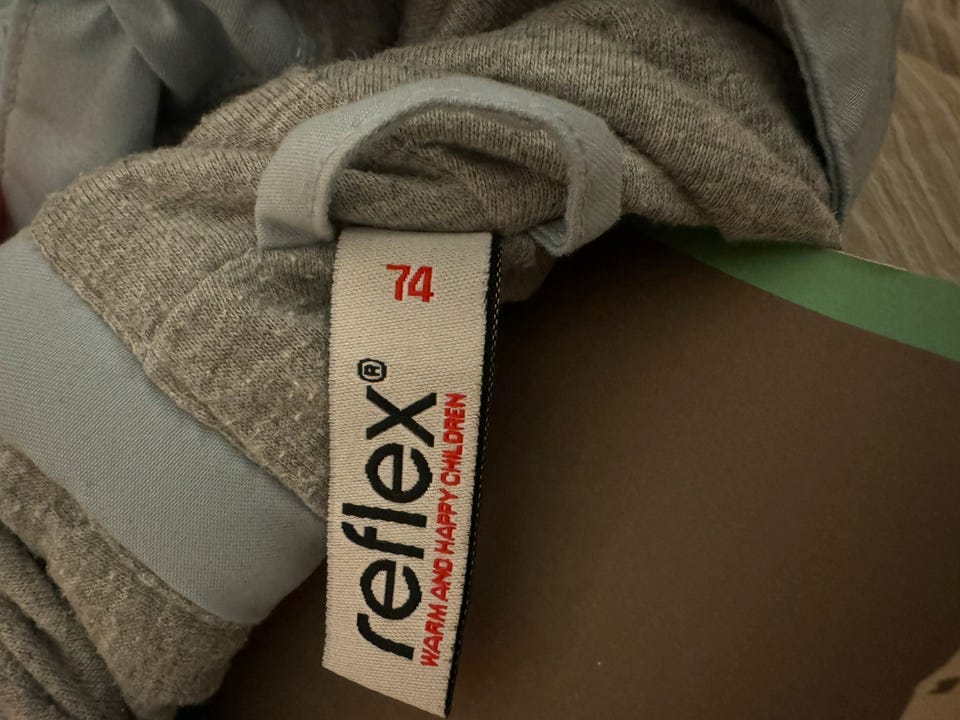 74
reflex®
WARM AND HAPPY CHILDREN